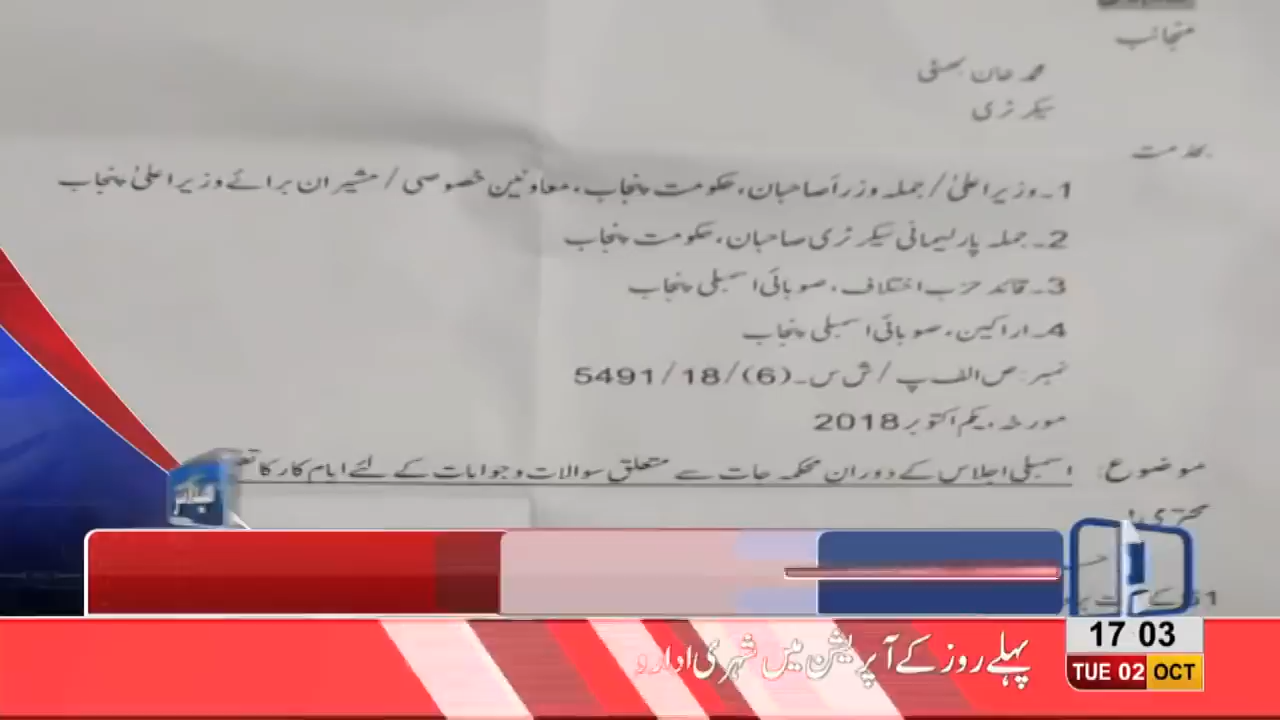 منجانب
محمد خان بھٹی
سیکرٹری
بخدمت
1۔ وزیر اعلیٰ / جملہ وزرأ صاحبان، حکومت پنجاب، معاونین خصوصی / مشیران برائے وزیر اعلیٰ پنجاب
2۔ جملہ پارلیمانی سیکرٹری صاحبان، حکومت پنجاب
3۔ قائد حزب اختلاف، صوبائی اسمبلی پنجاب
4۔ اراکین، صوبائی اسمبلی پنجاب
نمبر: ص الف پ / ش س۔ (6)/18/5491
مورخہ، یکم اکتوبر 2018
موضوع: اسمبلی اجلاس کے دوران محکمہ جات سے متعلق سوالات و جوابات کے لئے ایام کار کا
محترمی!
17 03
پہلے روز کے آپریشن میں شہری
TUE 02 OCT